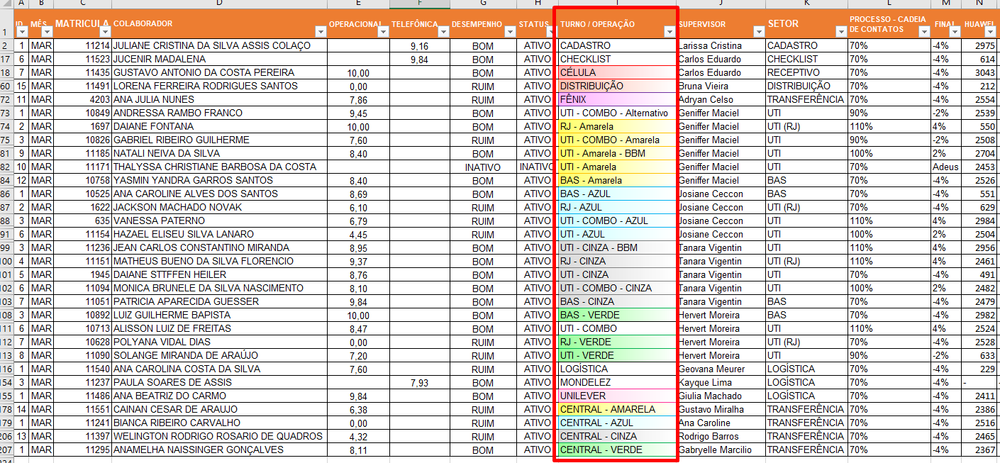 A B C D E F G H I J K L M N
1 ID MÊS MATRICULA COLABORADOR OPERACIONAL TELEFÔNICA DESEMPENHO STATUS TURNO / OPERAÇÃO SUPERVISOR SETOR PROCESSO - CADEIA DE CONTATOS FINAL HUAWEI
2 1 MAR 11214 JULIANE CRISTINA DA SILVA ASSIS COLAÇO 9,16 BOM ATIVO CADASTRO Larissa Cristina CADASTRO 70% -4% 2975
17 6 MAR 11523 JUCENIR MADALENA 9,84 BOM ATIVO CHECKLIST Carlos Eduardo CHECKLIST 70% -4% 614
18 7 MAR 11435 GUSTAVO ANTONIO DA COSTA PEREIRA 10,00 BOM ATIVO CÉLULA Carlos Eduardo RECEPTIVO 70% -4% 3043
60 15 MAR 11491 LORENA FERREIRA RODRIGUES SANTOS 0,00 RUIM ATIVO DISTRIBUIÇÃO Bruna Vieira DISTRIBUIÇÃO 70% -4% 212
72 11 MAR 4203 ANA JULIA NUNES 7,86 RUIM ATIVO FÊNIX Adryan Celso TRANSFERÊNCIA 70% -4% 2554
73 1 MAR 10849 ANDRESSA RAMBO FRANCO 9,45 BOM ATIVO UTI - COMBO - Alternativo Geniffer Maciel UTI 90% -2% 2539
74 2 MAR 1697 DAIANE FONTANA 10,00 BOM ATIVO RJ - Amarela Geniffer Maciel UTI (RJ) 110% 4% 550
75 3 MAR 10826 GABRIEL RIBEIRO GUILHERME 7,60 RUIM ATIVO UTI - COMBO - Amarela Geniffer Maciel UTI 90% -2% 2508
81 9 MAR 11185 NATALI NEIVA DA SILVA 8,40 BOM ATIVO UTI - Amarela - BBM Geniffer Maciel UTI 100% 2% 2704
82 10 MAR 11171 THALYSSA CHRISTIANE BARBOSA DA COSTA INATIVO INATIVO UTI - Amarela Geniffer Maciel UTI 70% Adeus 2453
84 12 MAR 10758 YASMIN YANDRA GARROS SANTOS 8,40 BOM ATIVO BAS - Amarela Geniffer Maciel BAS 70% -4% 2526
86 1 MAR 10525 ANA CAROLINE ALVES DOS SANTOS 8,69 BOM ATIVO BAS - AZUL Josiane Ceccon BAS 70% -4% 551
87 2 MAR 1622 JACKSON MACHADO NOVAK 6,10 RUIM ATIVO RJ - AZUL Josiane Ceccon UTI (RJ) 70% -4% 629
88 3 MAR 635 VANESSA PATERNO 6,79 RUIM ATIVO UTI - COMBO - AZUL Josiane Ceccon UTI 110% 4% 2984
91 6 MAR 11154 HAZAEL ELISEU SILVA LANARO 4,45 RUIM ATIVO UTI - AZUL Josiane Ceccon UTI 100% 2% 2504
99 3 MAR 11236 JEAN CARLOS CONSTANTINO MIRANDA 8,95 BOM ATIVO UTI - CINZA - BBM Tanara Vigentin UTI 110% 4% 2956
100 4 MAR 11151 MATHEUS BUENO DA SILVA FLORENCIO 9,37 BOM ATIVO RJ - CINZA Tanara Vigentin UTI (RJ) 110% 4% 2461
101 5 MAR 1945 DAIANE STTFFEN HEILER 8,76 BOM ATIVO UTI - CINZA Tanara Vigentin UTI 70% -4% 491
102 6 MAR 11094 MONICA BRUNELE DA SILVA NASCIMENTO 8,10 BOM ATIVO UTI - COMBO - CINZA Tanara Vigentin UTI 100% 2% 2482
103 7 MAR 11051 PATRICIA APARECIDA GUESSER 9,84 BOM ATIVO BAS - CINZA Tanara Vigentin BAS 70% -4% 2479
108 3 MAR 10892 LUIZ GUILHERME BAPISTA 10,00 BOM ATIVO BAS - VERDE Hervert Moreira BAS 70% -4% 2982
111 6 MAR 10713 ALISSON LUIZ DE FREITAS 8,47 BOM ATIVO UTI - COMBO Hervert Moreira UTI 110% 4% 2524
112 7 MAR 10628 POLYANA VIDAL DIAS 0,00 RUIM ATIVO RJ - VERDE Hervert Moreira UTI (RJ) 70% -4% 2528
113 8 MAR 11090 SOLANGE MIRANDA DE ARAÚJO 7,20 RUIM ATIVO UTI - VERDE Hervert Moreira UTI 90% -2% 633
116 1 MAR 11540 ANA CAROLINA COSTA DA SILVA 7,60 RUIM ATIVO LOGÍSTICA Geovana Meurer LOGÍSTICA 70% -4% 229
154 3 MAR 11237 PAULA SOARES DE ASSIS 7,93 BOM ATIVO MONDELEZ Kayque Lima LOGÍSTICA 70% -4% -
155 1 MAR 11486 ANA BEATRIZ DO CARMO 9,84 BOM ATIVO UNILEVER Giulia Machado LOGÍSTICA 70% -4% 2411
178 14 MAR 11551 CAINAN CESAR DE ARAUJO 6,38 RUIM ATIVO CENTRAL - AMARELA Gustavo Miralha TRANSFERÊNCIA 70% -4% 2386
179 1 MAR 11241 BIANCA RIBEIRO CARVALHO 0,00 RUIM ATIVO CENTRAL - AZUL Ana Caroline TRANSFERÊNCIA 70% -4% 2516
206 13 MAR 11397 WELINGTON RODRIGO ROSARIO DE QUADROS 4,32 RUIM ATIVO CENTRAL - CINZA Rodrigo Barros TRANSFERÊNCIA 70% -4% 2465
207 1 MAR 11295 ANAMELHA NAISSINGER GONÇALVES 8,11 BOM ATIVO CENTRAL - VERDE Gabryelle Marcilio TRANSFERÊNCIA 70% -4% 2367